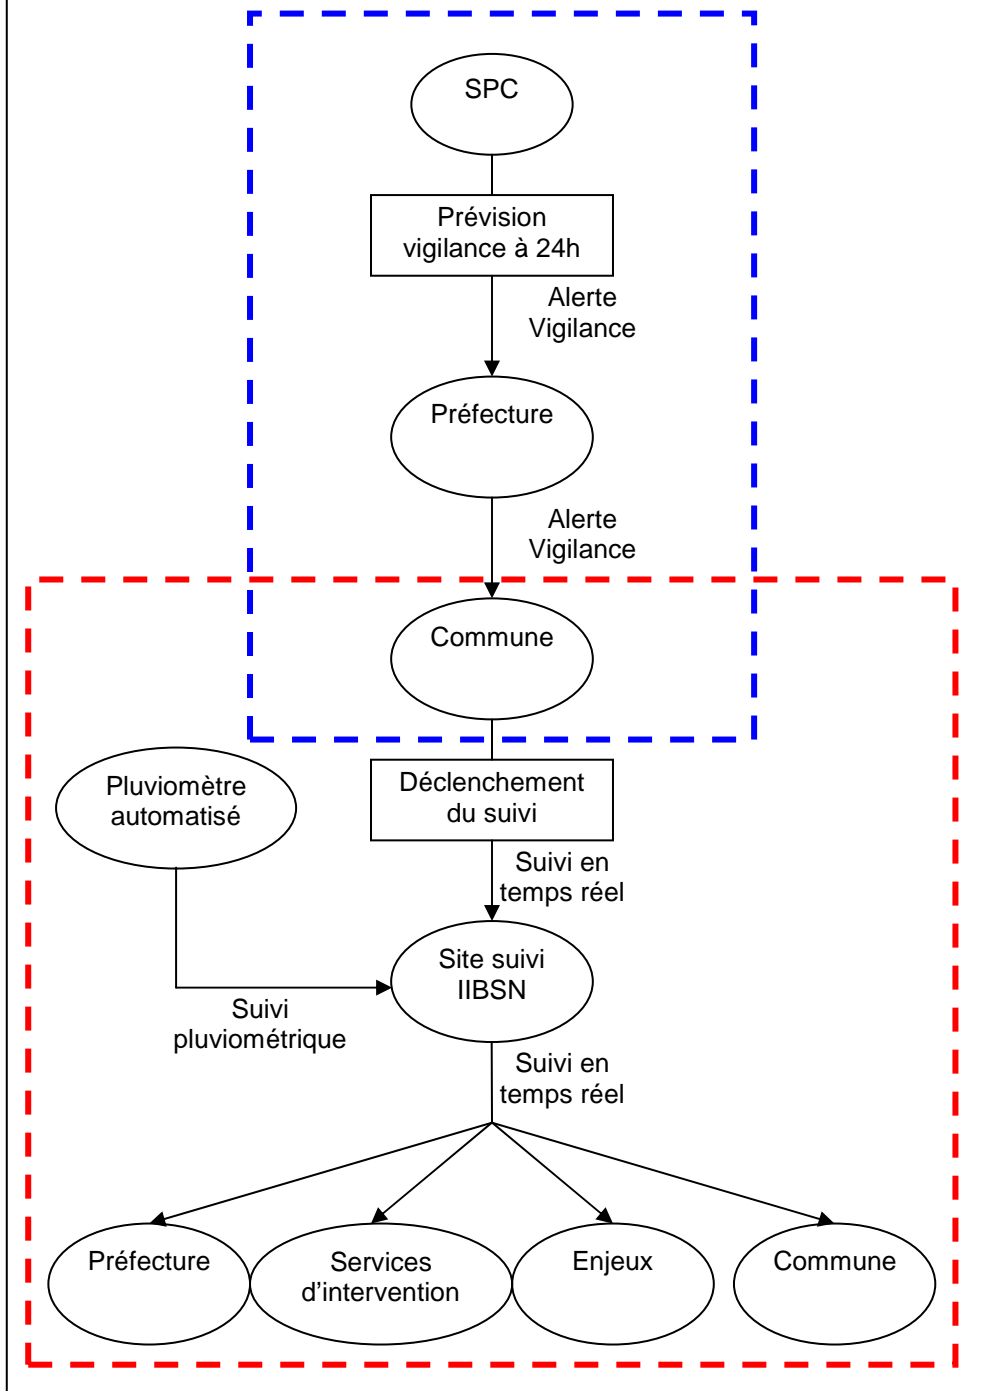 SPC
Prévision
vigilance à 24h
Alerte
Vigilance
Préfecture
Alerte
Vigilance
Commune
Pluviomètre
automatisé
Déclenchement
du suivi
Suivi en
temps réel
Site suivi
IIBSN
Suivi
pluviométrique
Suivi en
temps réel
Préfecture
Services
d’intervention
Enjeux
Commune